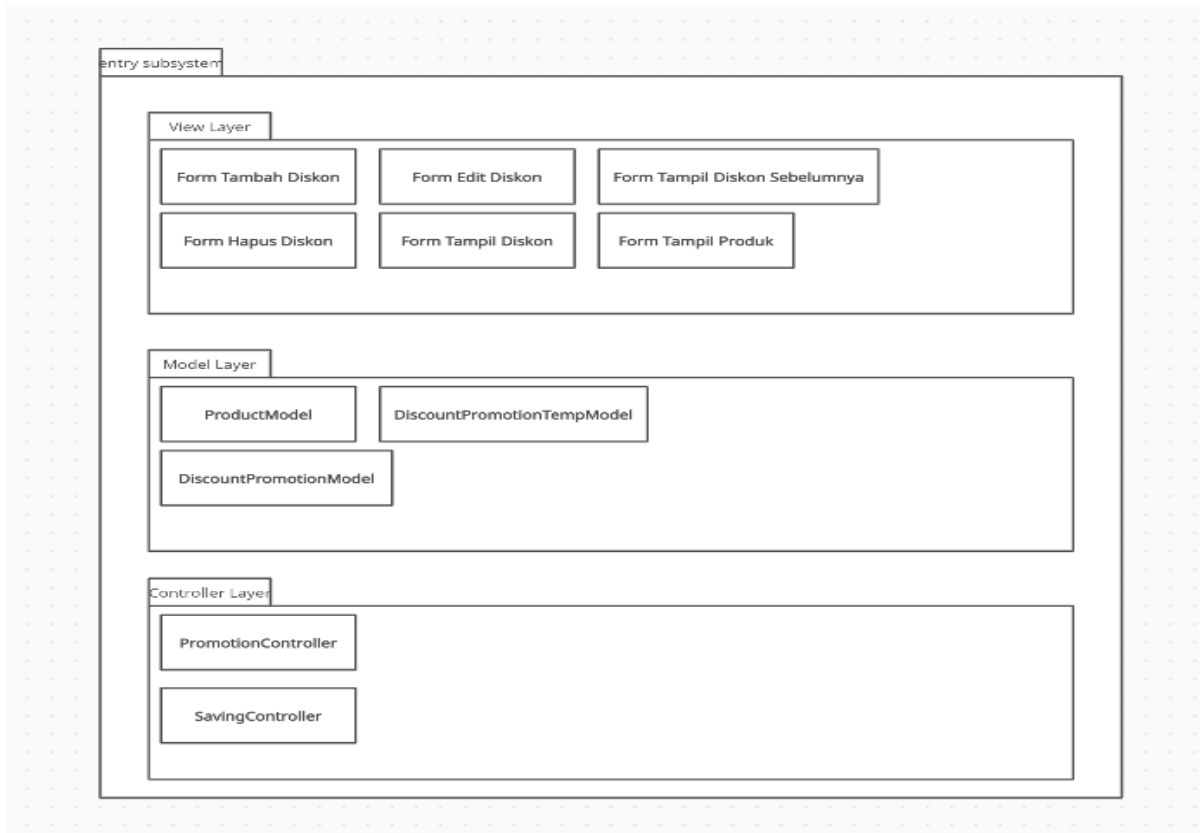 entry subsystem
View Layer
Form Tambah Diskon
Form Edit Diskon
Form Tampil Diskon Sebelumnya
Form Hapus Diskon
Form Tampil Diskon
Form Tampil Produk
Model Layer
ProductModel
DiscountPromotionTempModel
DiscountPromotionModel
Controller Layer
PromotionController
SavingController